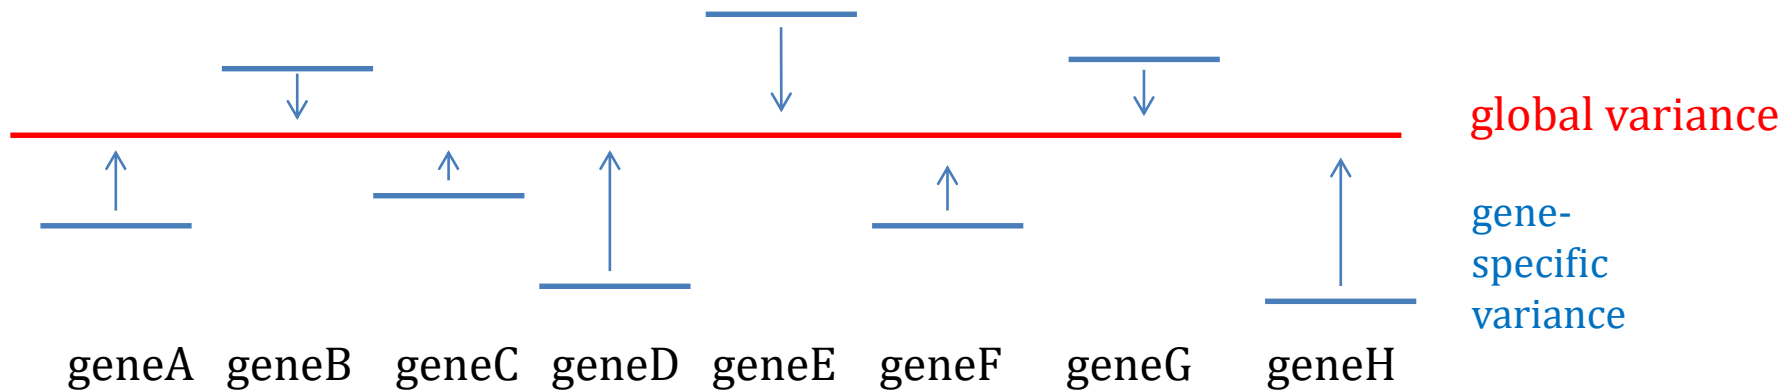 global variance
gene-
specific
variance
geneA geneB geneC geneD geneE geneF geneG geneH